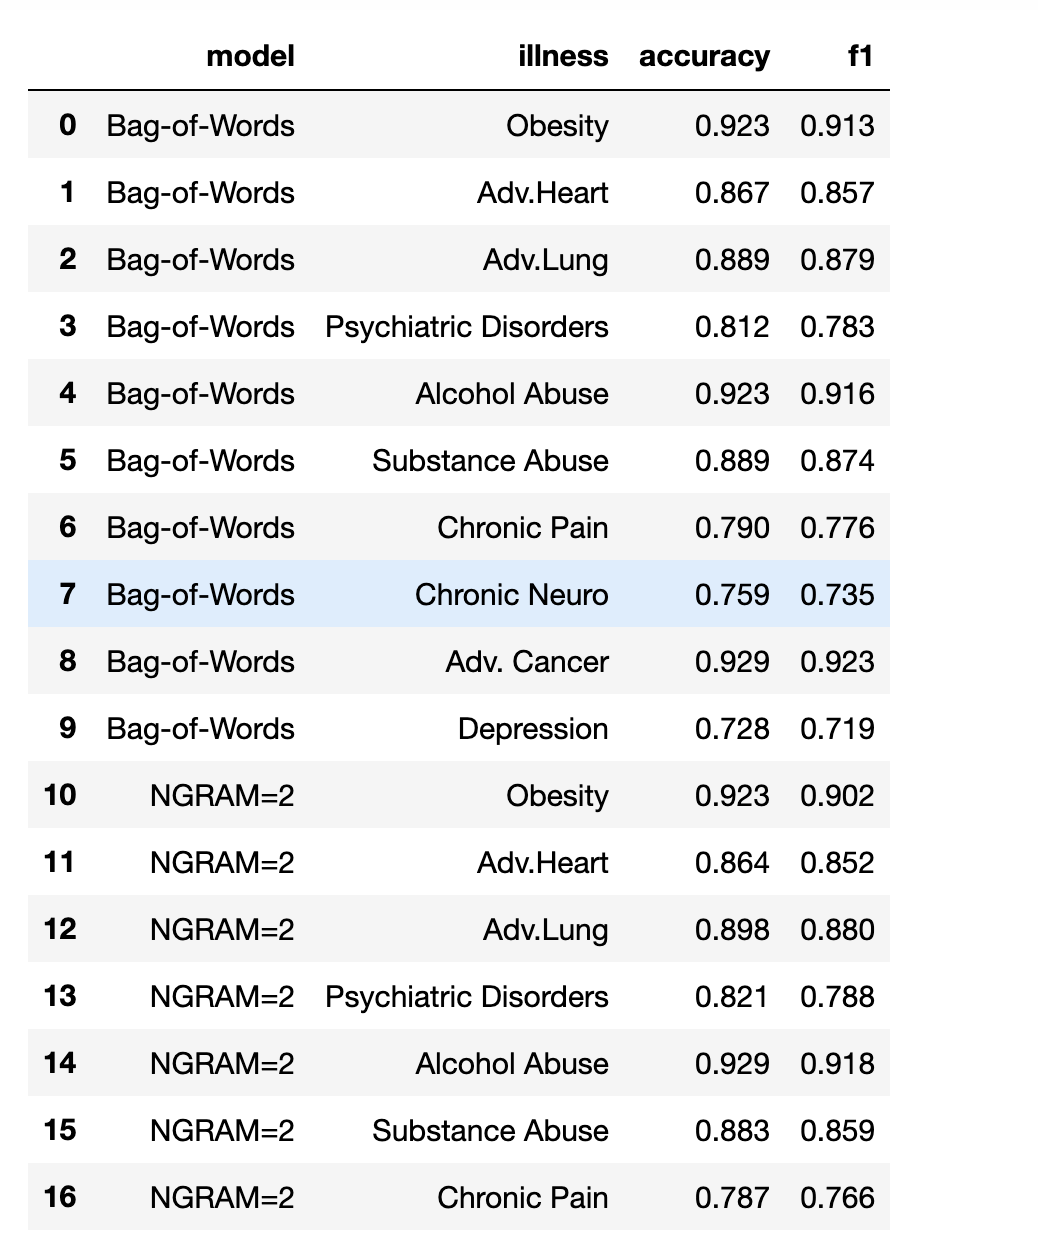 model illness accuracy f1
0 Bag-of-Words Obesity 0.923 0.913
1 Bag-of-Words Adv.Heart 0.867 0.857
2 Bag-of-Words Adv.Lung 0.889 0.879
3 Bag-of-Words Psychiatric Disorders 0.812 0.783
4 Bag-of-Words Alcohol Abuse 0.923 0.916
5 Bag-of-Words Substance Abuse 0.889 0.874
6 Bag-of-Words Chronic Pain 0.790 0.776
7 Bag-of-Words Chronic Neuro 0.759 0.735
8 Bag-of-Words Adv. Cancer 0.929 0.923
9 Bag-of-Words Depression 0.728 0.719
10 NGRAM=2 Obesity 0.923 0.902
11 NGRAM=2 Adv.Heart 0.864 0.852
12 NGRAM=2 Adv.Lung 0.898 0.880
13 NGRAM=2 Psychiatric Disorders 0.821 0.788
14 NGRAM=2 Alcohol Abuse 0.929 0.918
15 NGRAM=2 Substance Abuse 0.883 0.859
16 NGRAM=2 Chronic Pain 0.787 0.766